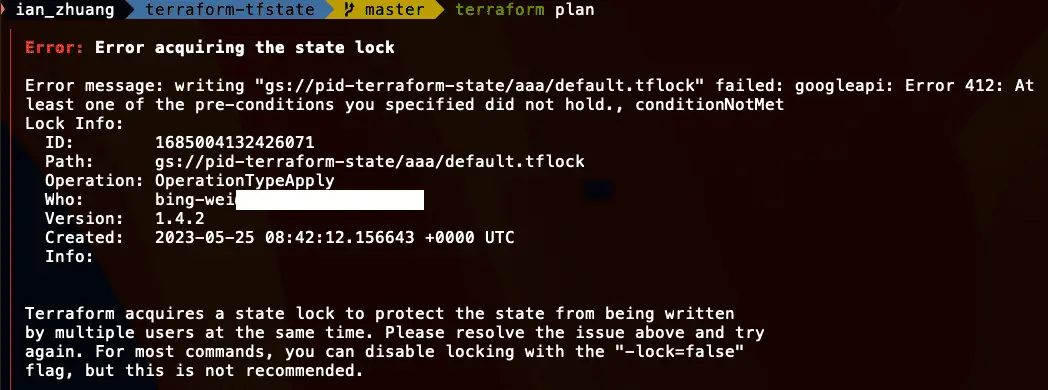 ian_zhuang terraform-tfstate master terraform plan
Error: Error acquiring the state lock
Error message: writing "gs://pid-terraform-state/aaa/default.tflock" failed: googleapi: Error 412: At
least one of the pre-conditions you specified did not hold., conditionNotMet
Lock Info:
ID: 1685004132426071
Path: gs://pid-terraform-state/aaa/default.tflock
Operation: OperationTypeApply
Who: bing-wei
Version: 1.4.2
Created: 2023-05-25 08:42:12.156643 +0000 UTC
Info:
Terraform acquires a state lock to protect the state from being written
by multiple users at the same time. Please resolve the issue above and try
again. For most commands, you can disable locking with the "-lock=false"
flag, but this is not recommended.